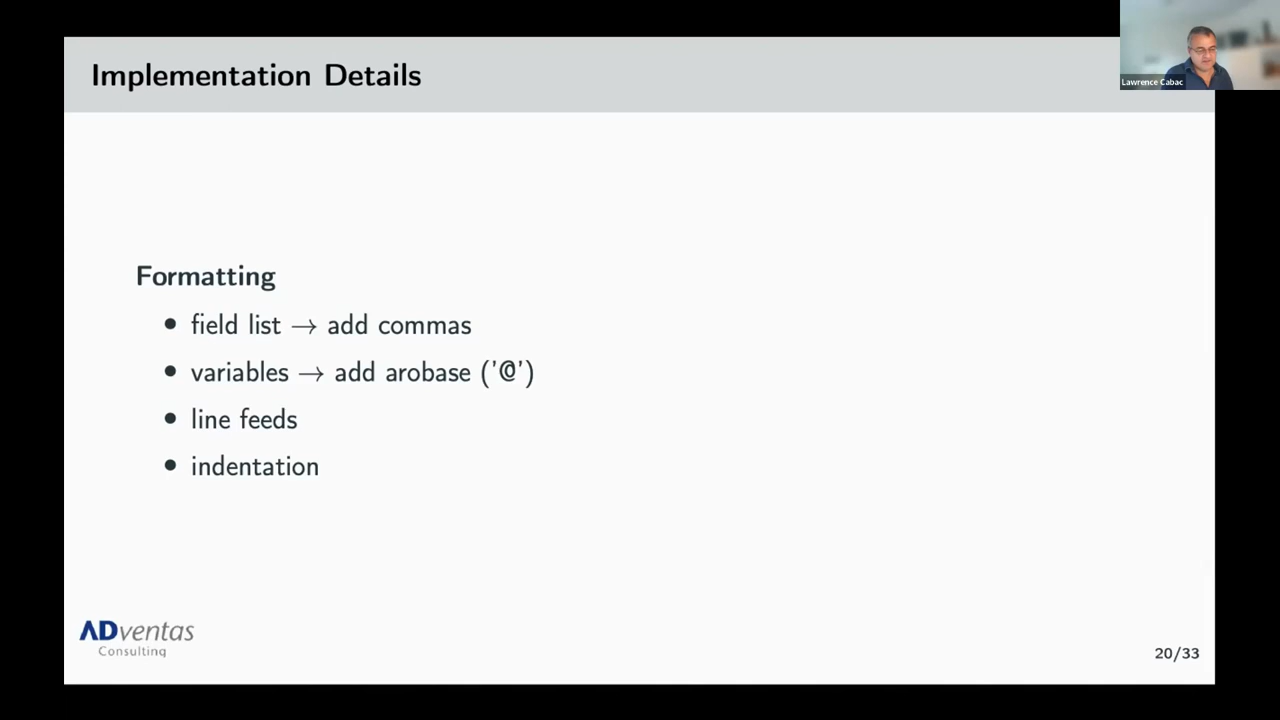 Implementation Details
Lawrence Cabac
Formatting
• field list → add commas
• variables → add arobase ('@')
• line feeds
• indentation
ADventas
Consulting
20/33